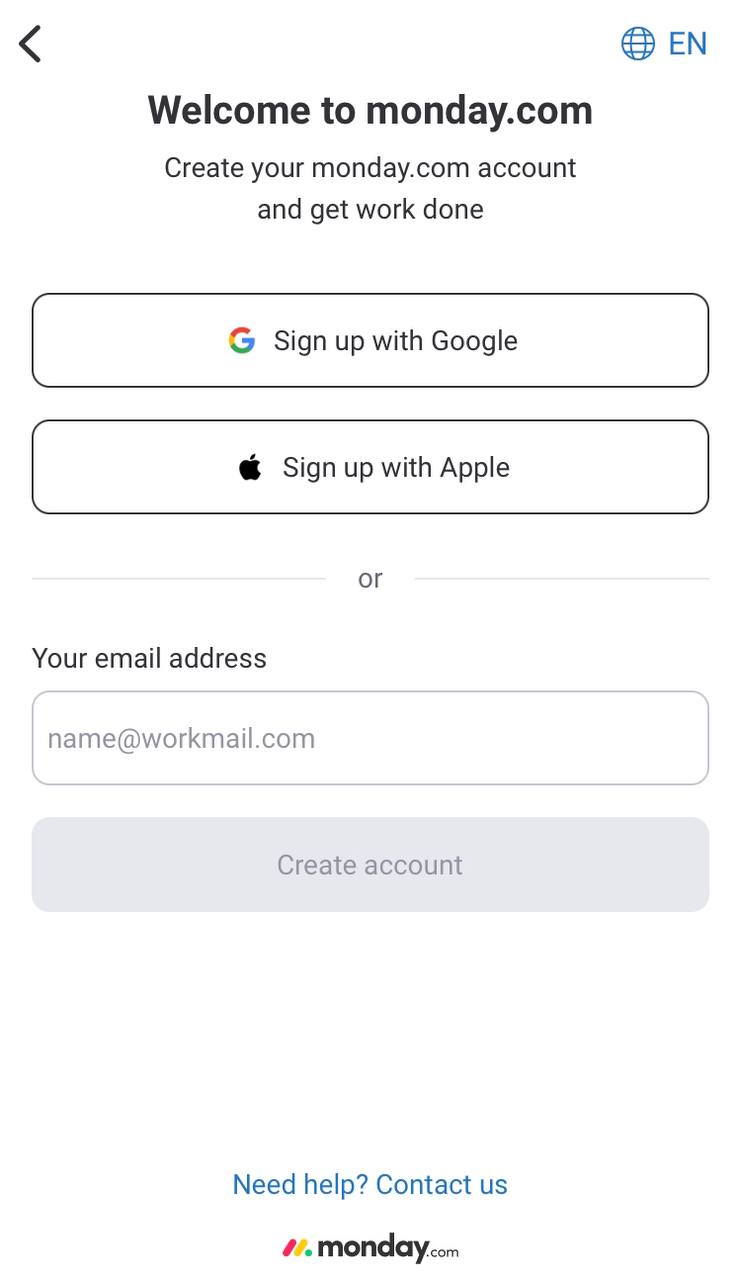 EN
Welcome to monday.com
Create your monday.com account
and get work done
Sign up with Google
Sign up with Apple
or
Your email address
name@workmail.com
Create account
Need help? Contact us
monday.com